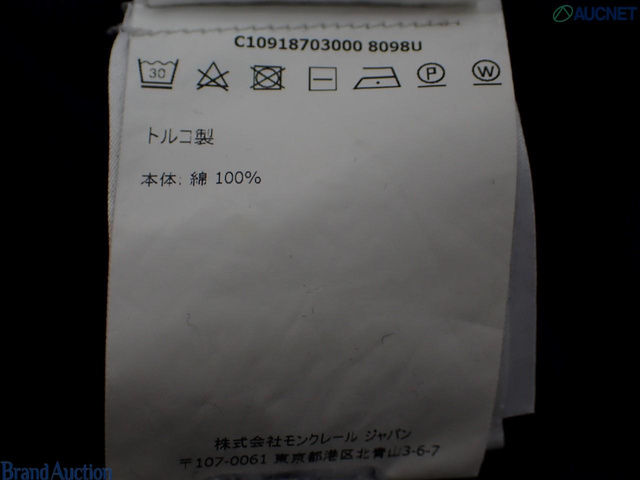 AUCNET
C10918703000 8098U
30 P W
トルコ製
本体: 綿 100%
株式会社モンクレール ジャパン
〒107-0061 東京都港区北青山3-6-7
Brand Auction